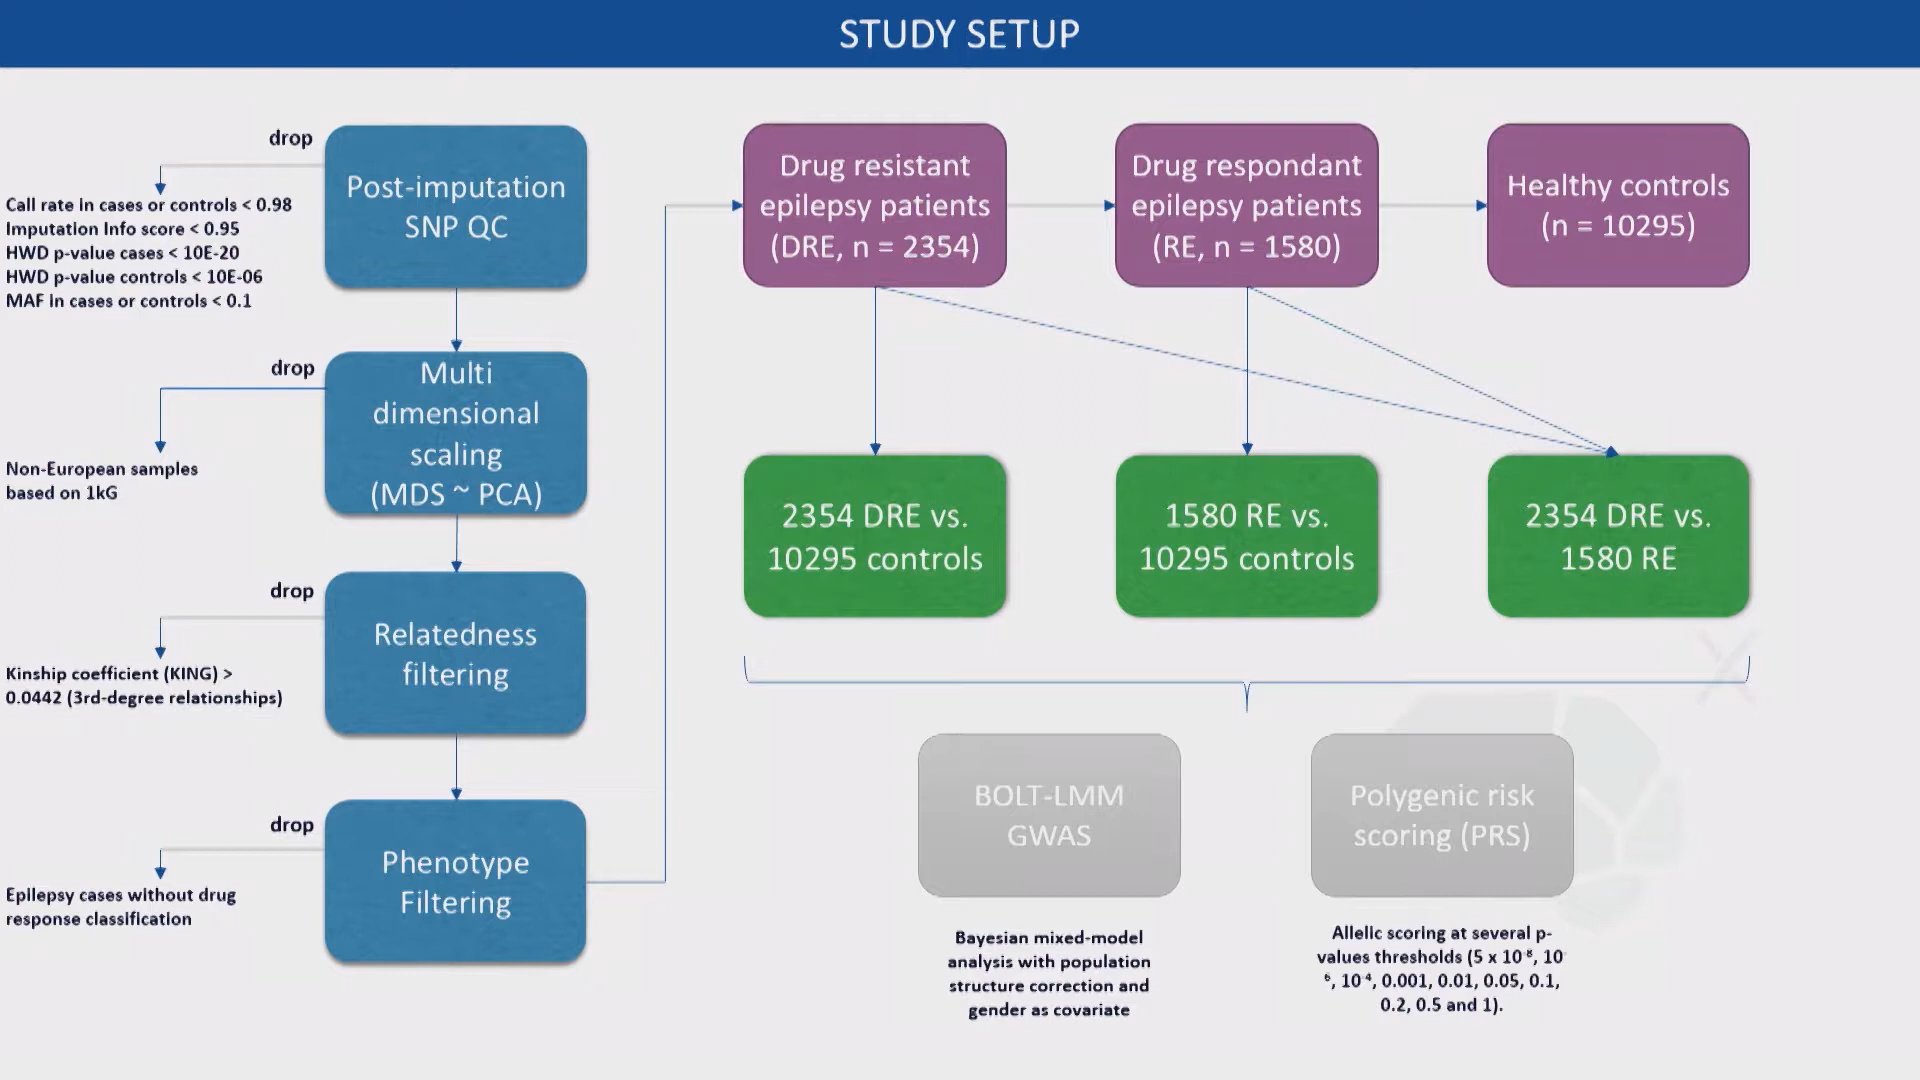 STUDY SETUP
drop
Post-imputation
SNP QC
Call rate in cases or controls < 0.98
Imputation Info score < 0.95
HWD p-value cases < 10E-20
HWD p-value controls < 10E-06
MAF in cases or controls < 0.1
drop
Multi
dimensional
scaling
(MDS ~ PCA)
Non-European samples
based on 1kG
drop
Relatedness
filtering
Kinship coefficient (KING) >
0.0442 (3rd-degree relationships)
drop
Phenotype
Filtering
Epilepsy cases without drug
response classification
Drug resistant
epilepsy patients
(DRE, n = 2354)
Drug respondant
epilepsy patients
(RE, n = 1580)
Healthy controls
(n = 10295)
2354 DRE vs.
10295 controls
1580 RE vs.
10295 controls
2354 DRE vs.
1580 RE
BOLT-LMM
GWAS
Bayesian mixed-model
analysis with population
structure correction and
gender as covariate
Polygenic risk
scoring (PRS)
Allelic scoring at several p-
values thresholds (5 x 10⁻⁸, 10⁻
⁶, 10⁻⁴, 0.001, 0.01, 0.05, 0.1,
0.2, 0.5 and 1).